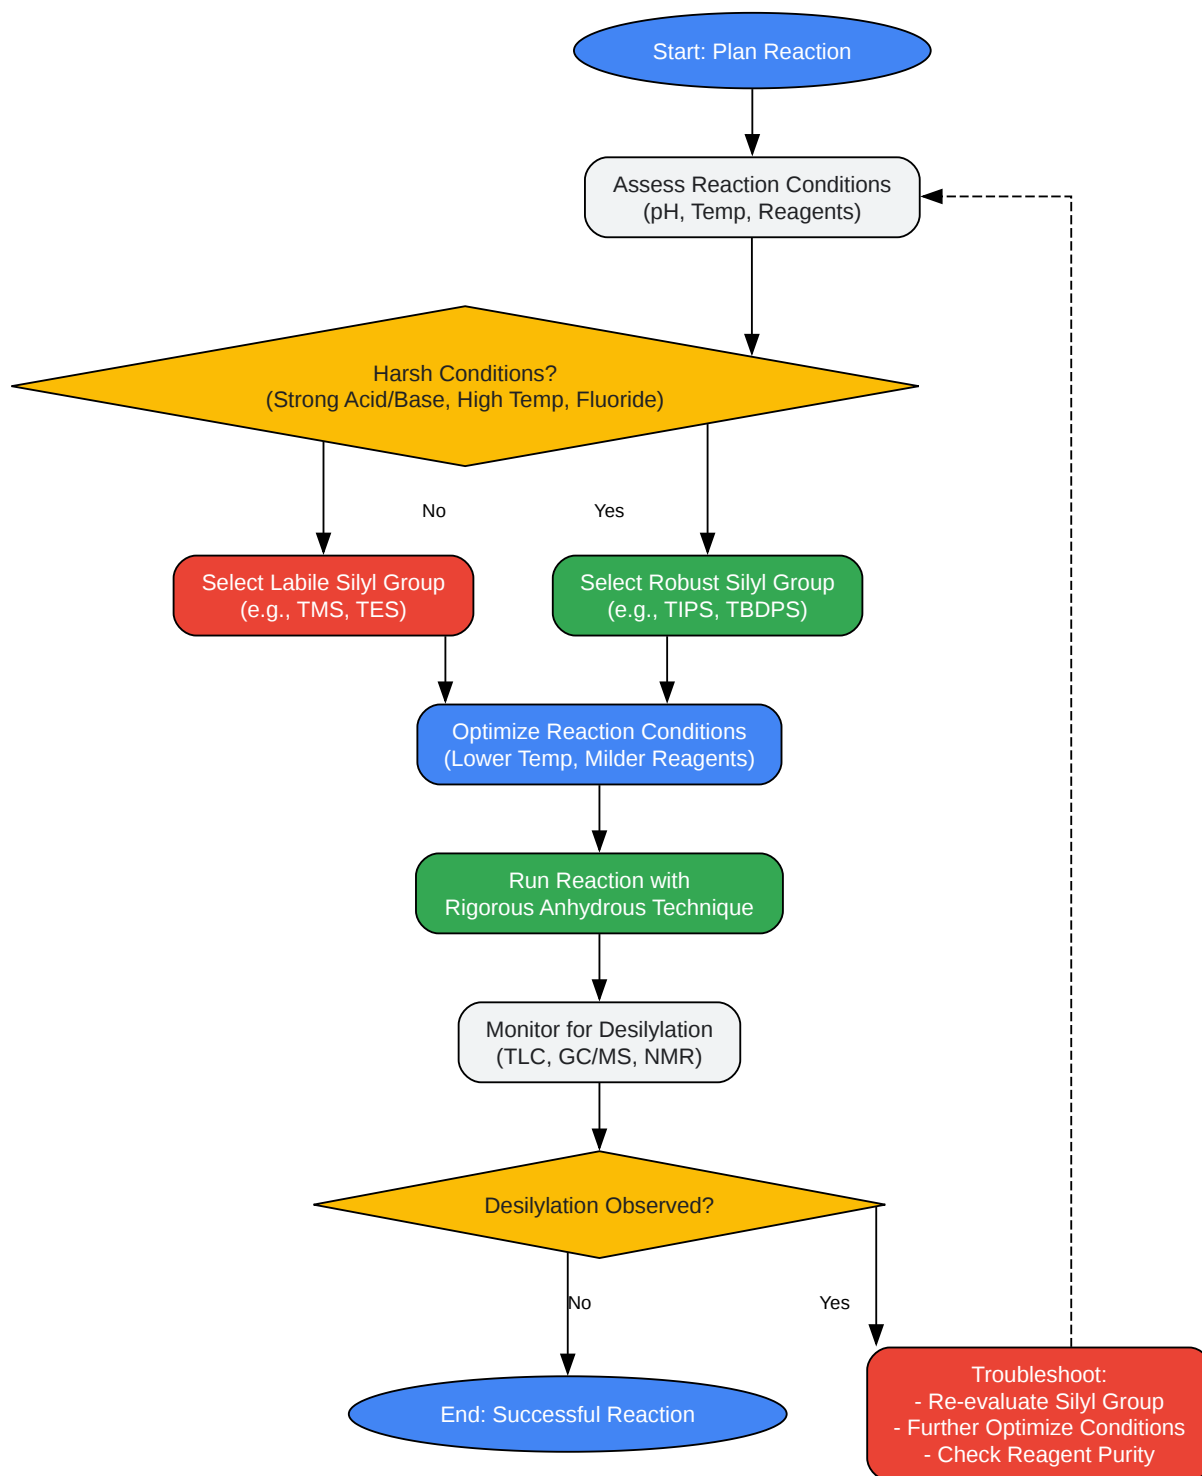 Start: Plan Reaction
Assess Reaction Conditions
(pH, Temp, Reagents)
Harsh Conditions?
(Strong Acid/Base, High Temp, Fluoride)
No
Yes
Select Labile Silyl Group
(e.g., TMS, TES)
Select Robust Silyl Group
(e.g., TIPS, TBDPS)
Optimize Reaction Conditions
(Lower Temp, Milder Reagents)
Run Reaction with
Rigorous Anhydrous Technique
Monitor for Desilylation
(TLC, GC/MS, NMR)
Desilylation Observed?
No
Yes
End: Successful Reaction
Troubleshoot:
- Re-evaluate Silyl Group
- Further Optimize Conditions
- Check Reagent Purity